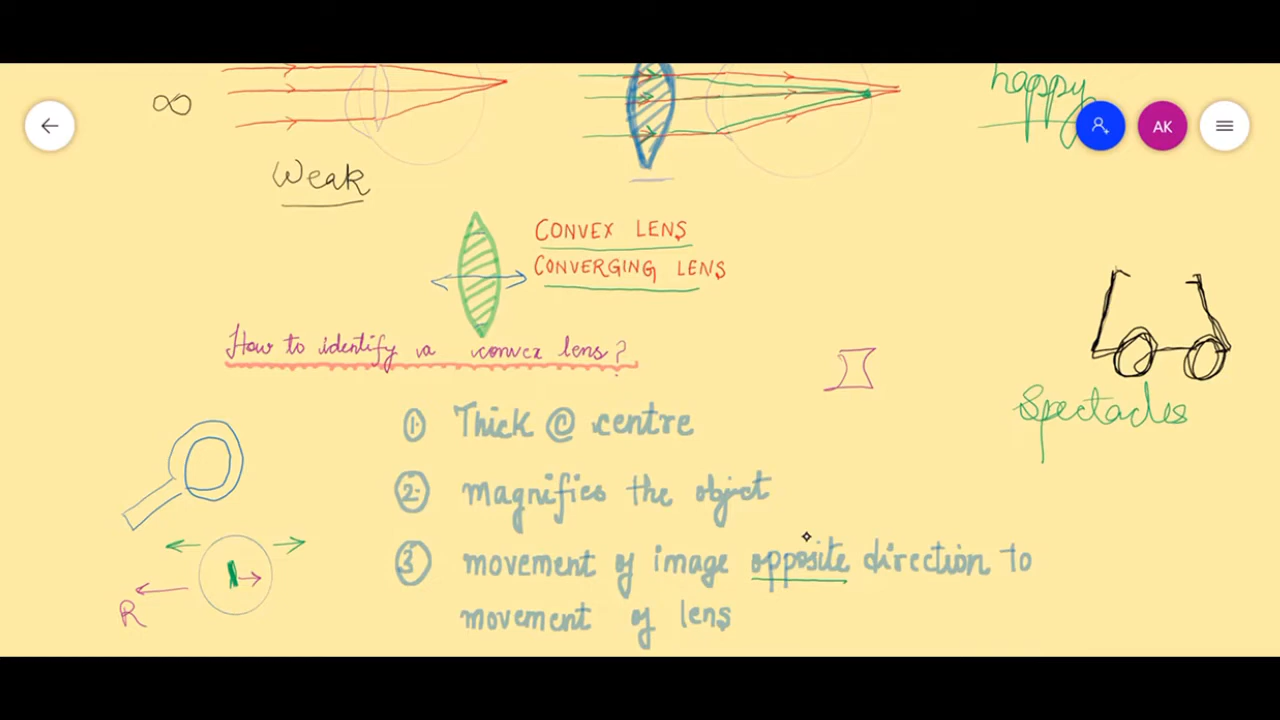 happy
∞
AK
Weak
CONVEX LENS
CONVERGING LENS
How to identify a convex lens?
Spectacles
1. Thick @ centre
2. magnifies the object
3 movement of image opposite direction to
movement of lens
R